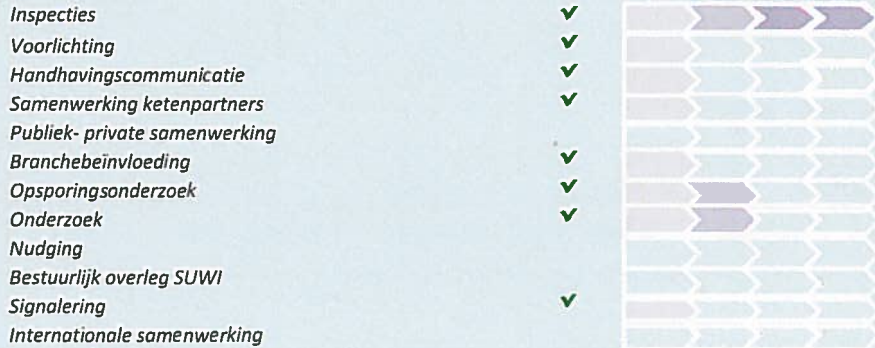 Inspecties ✓
Voorlichting ✓
Handhavingscommunicatie ✓
Samenwerking ketenpartners ✓
Publiek- private samenwerking
Branchebeïnvloeding ✓
Opsporingsonderzoek ✓
Onderzoek ✓
Nudging
Bestuurlijk overleg SUWI
Signalering ✓
Internationale samenwerking